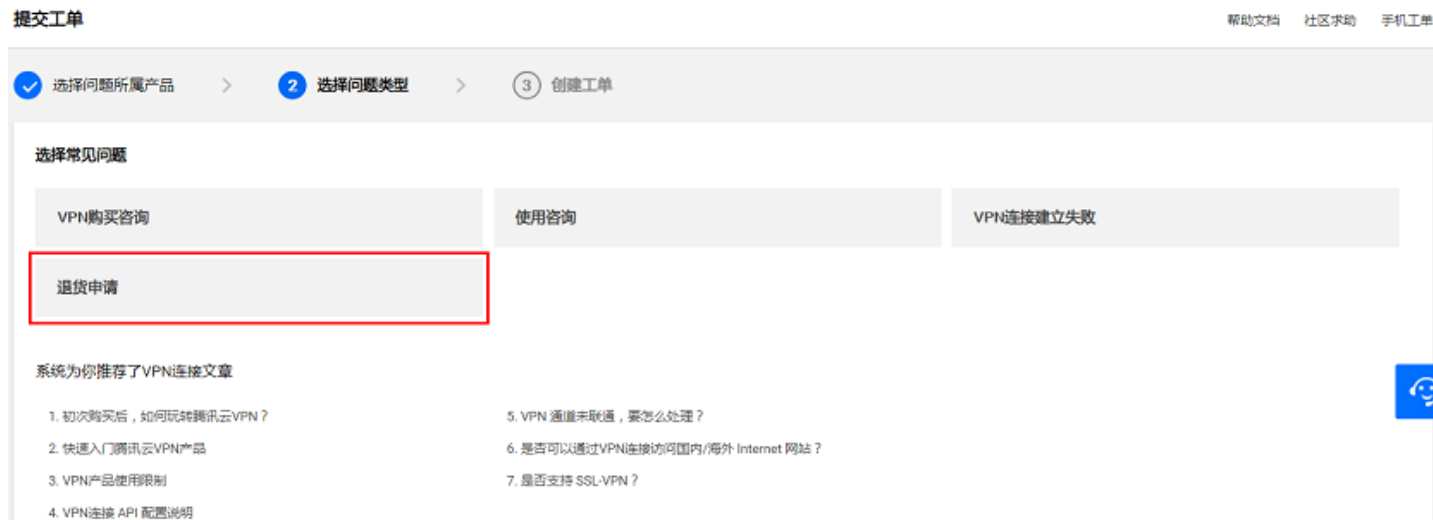 提交工单
帮助文档 社区求助 手机工单
选择问题所属产品 > 2 选择问题类型 > 3 创建工单
选择常见问题
VPN购买咨询 使用咨询 VPN连接建立失败
退货申请
系统为你推荐了VPN连接文章
1. 初次购买后，如何玩转腾讯云VPN？
2. 快速入门腾讯云VPN产品
3. VPN产品使用限制
4. VPN连接 API 配置说明
5. VPN 通道未联通，要怎么处理？
6. 是否可以通过VPN连接访问国内/海外 Internet 网站？
7. 是否支持 SSL-VPN？